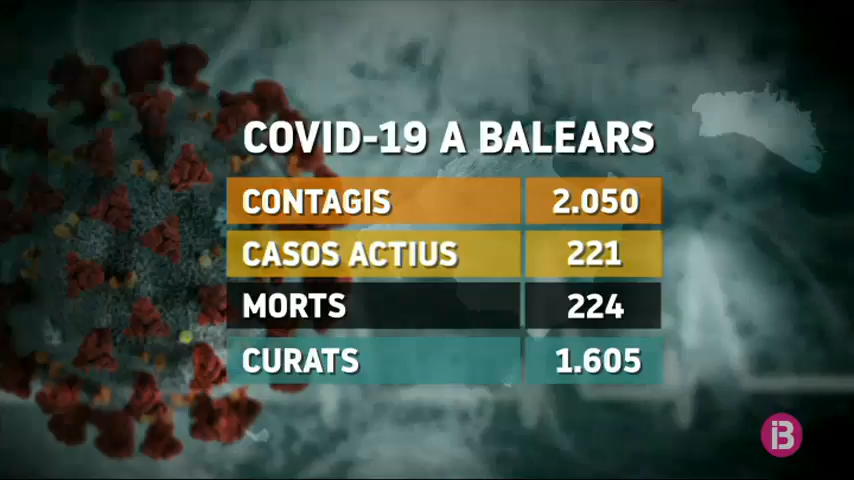 COVID-19 A BALEARS
CONTAGIS 2.050
CASOS ACTIUS 221
MORTS 224
CURATS 1.605
iB